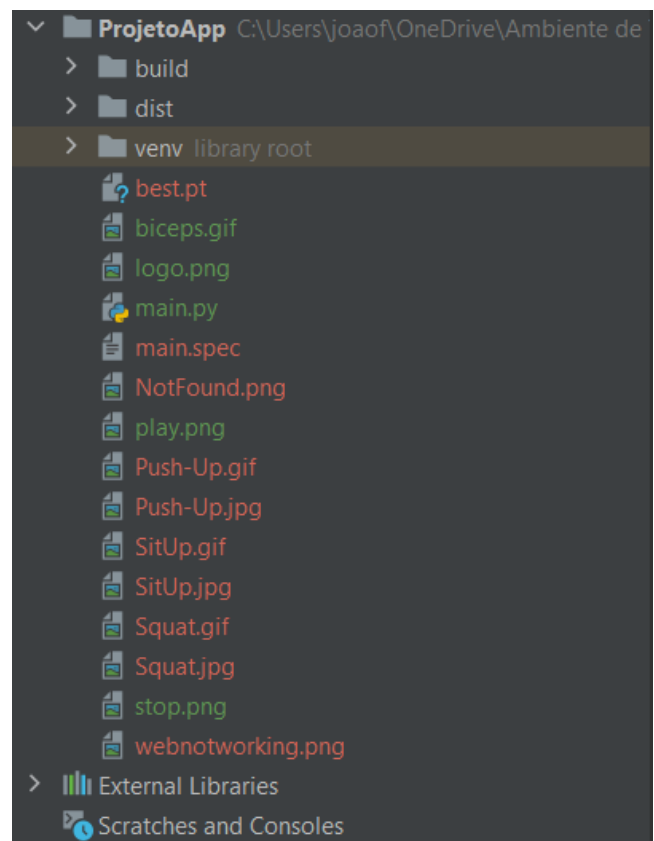 ProjetoApp C:\Users\joaof\OneDrive\Ambiente de
build
dist
venv library root
best.pt
biceps.gif
logo.png
main.py
main.spec
NotFound.png
play.png
Push-Up.gif
Push-Up.jpg
SitUp.gif
SitUp.jpg
Squat.gif
Squat.jpg
stop.png
webnotworking.png
External Libraries
Scratches and Consoles